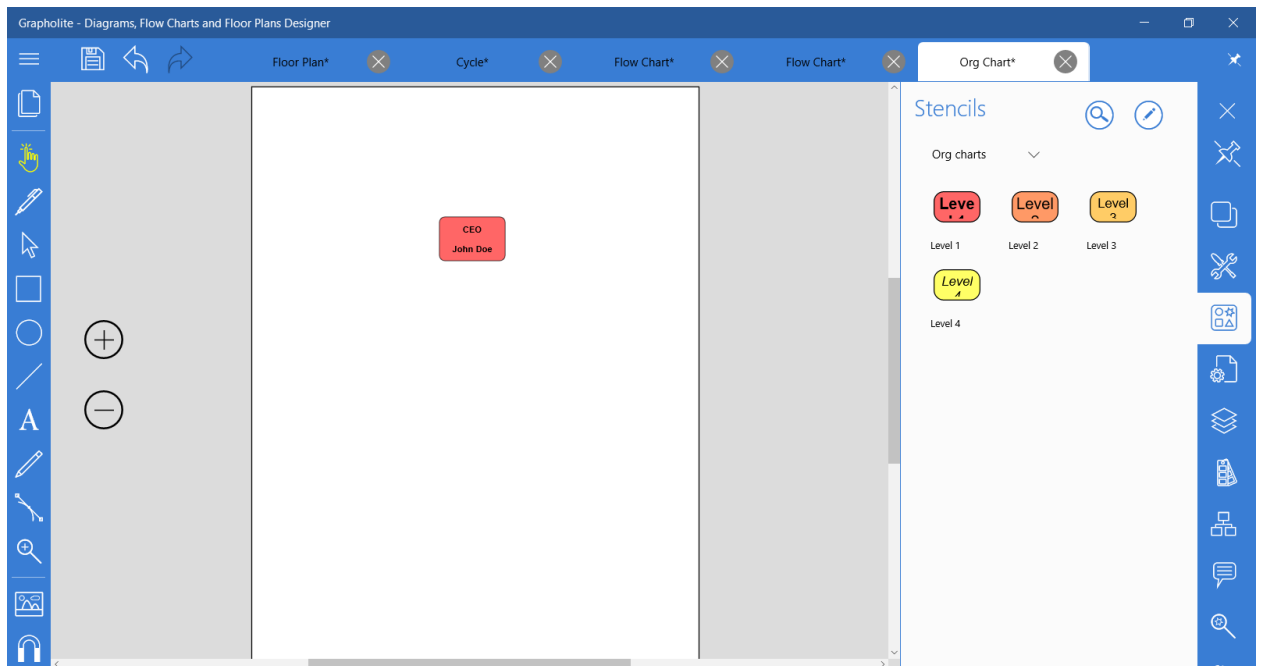 Grapholite - Diagrams, Flow Charts and Floor Plans Designer
Floor Plan*
Cycle*
Flow Chart*
Flow Chart*
Org Chart*
Stencils
Org charts
CEO
John Doe
Leve
Level
Level
Level 1
Level 2
Level 3
Level
Level 4
A